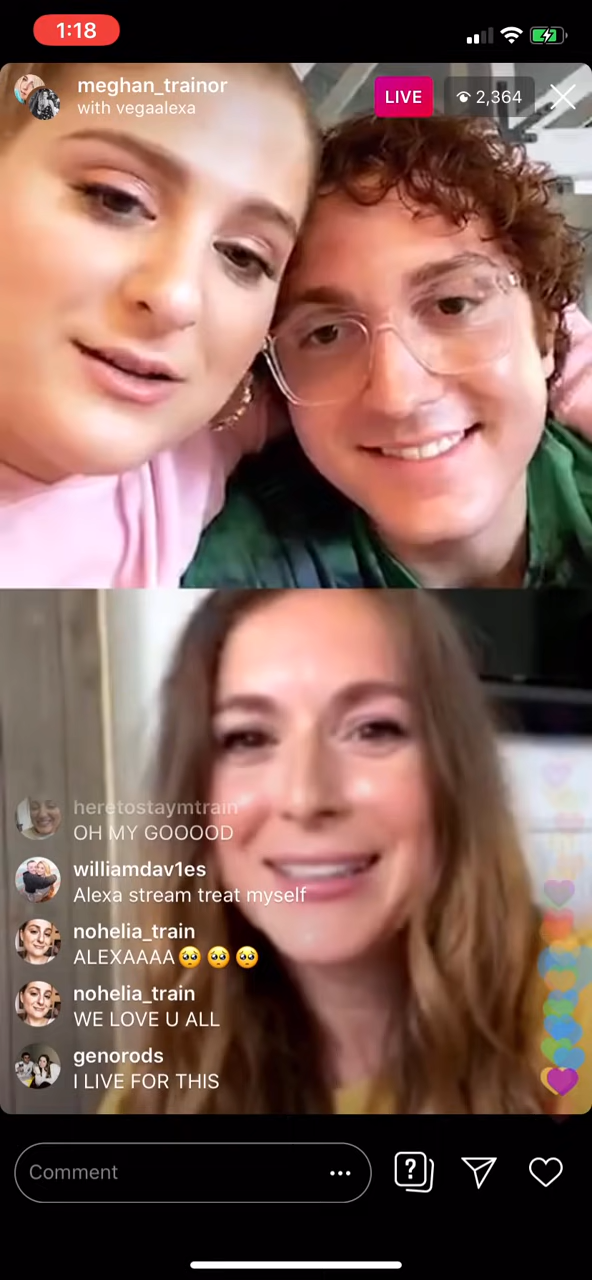 1:18
meghan_trainor
with vegaalexa
LIVE
2,364
heretostaymtrain
OH MY GOOOOD
williamdav1es
Alexa stream treat myself
nohelia_train
ALEXAAAA🥺🥺🥺
nohelia_train
WE LOVE U ALL
genorods
I LIVE FOR THIS
Comment